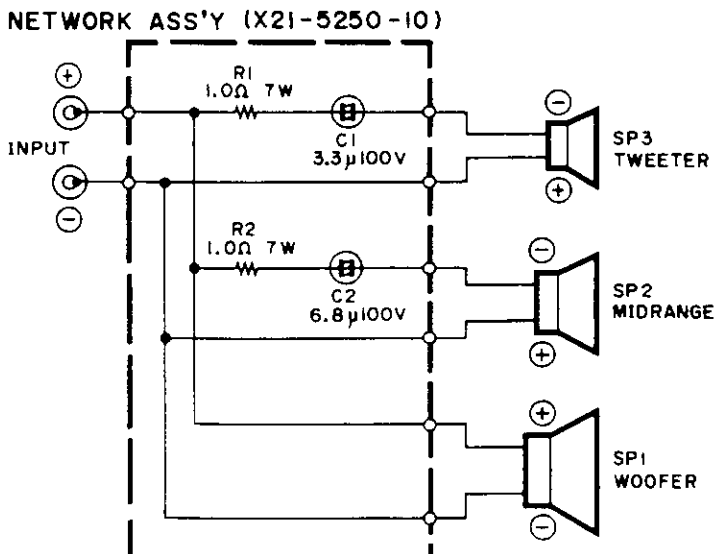 NETWORK ASS'Y (X21-5250-10)
+
INPUT
−
R1
1.0Ω 7W
C1
3.3μ100V
−
+
SP3
TWEETER
R2
1.0Ω 7W
C2
6.8μ100V
−
+
SP2
MIDRANGE
+
−
SP1
WOOFER